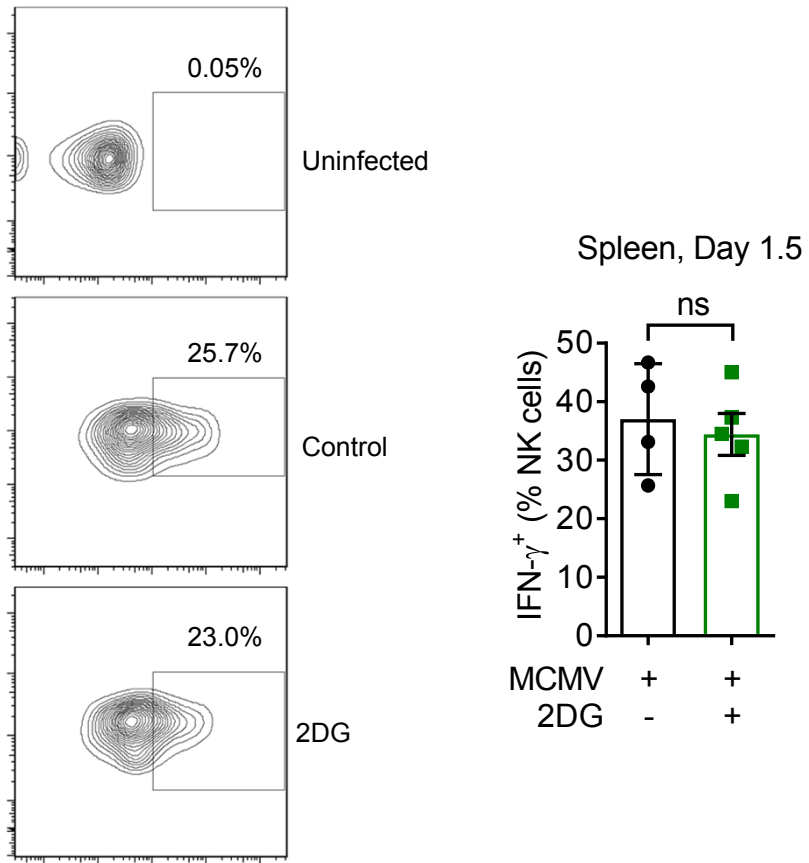 0.05%
Uninfected
25.7%
Control
23.0%
2DG
Spleen, Day 1.5
ns
IFN-γ⁺ (% NK cells)
50
40
30
20
10
0
MCMV + +
2DG - +